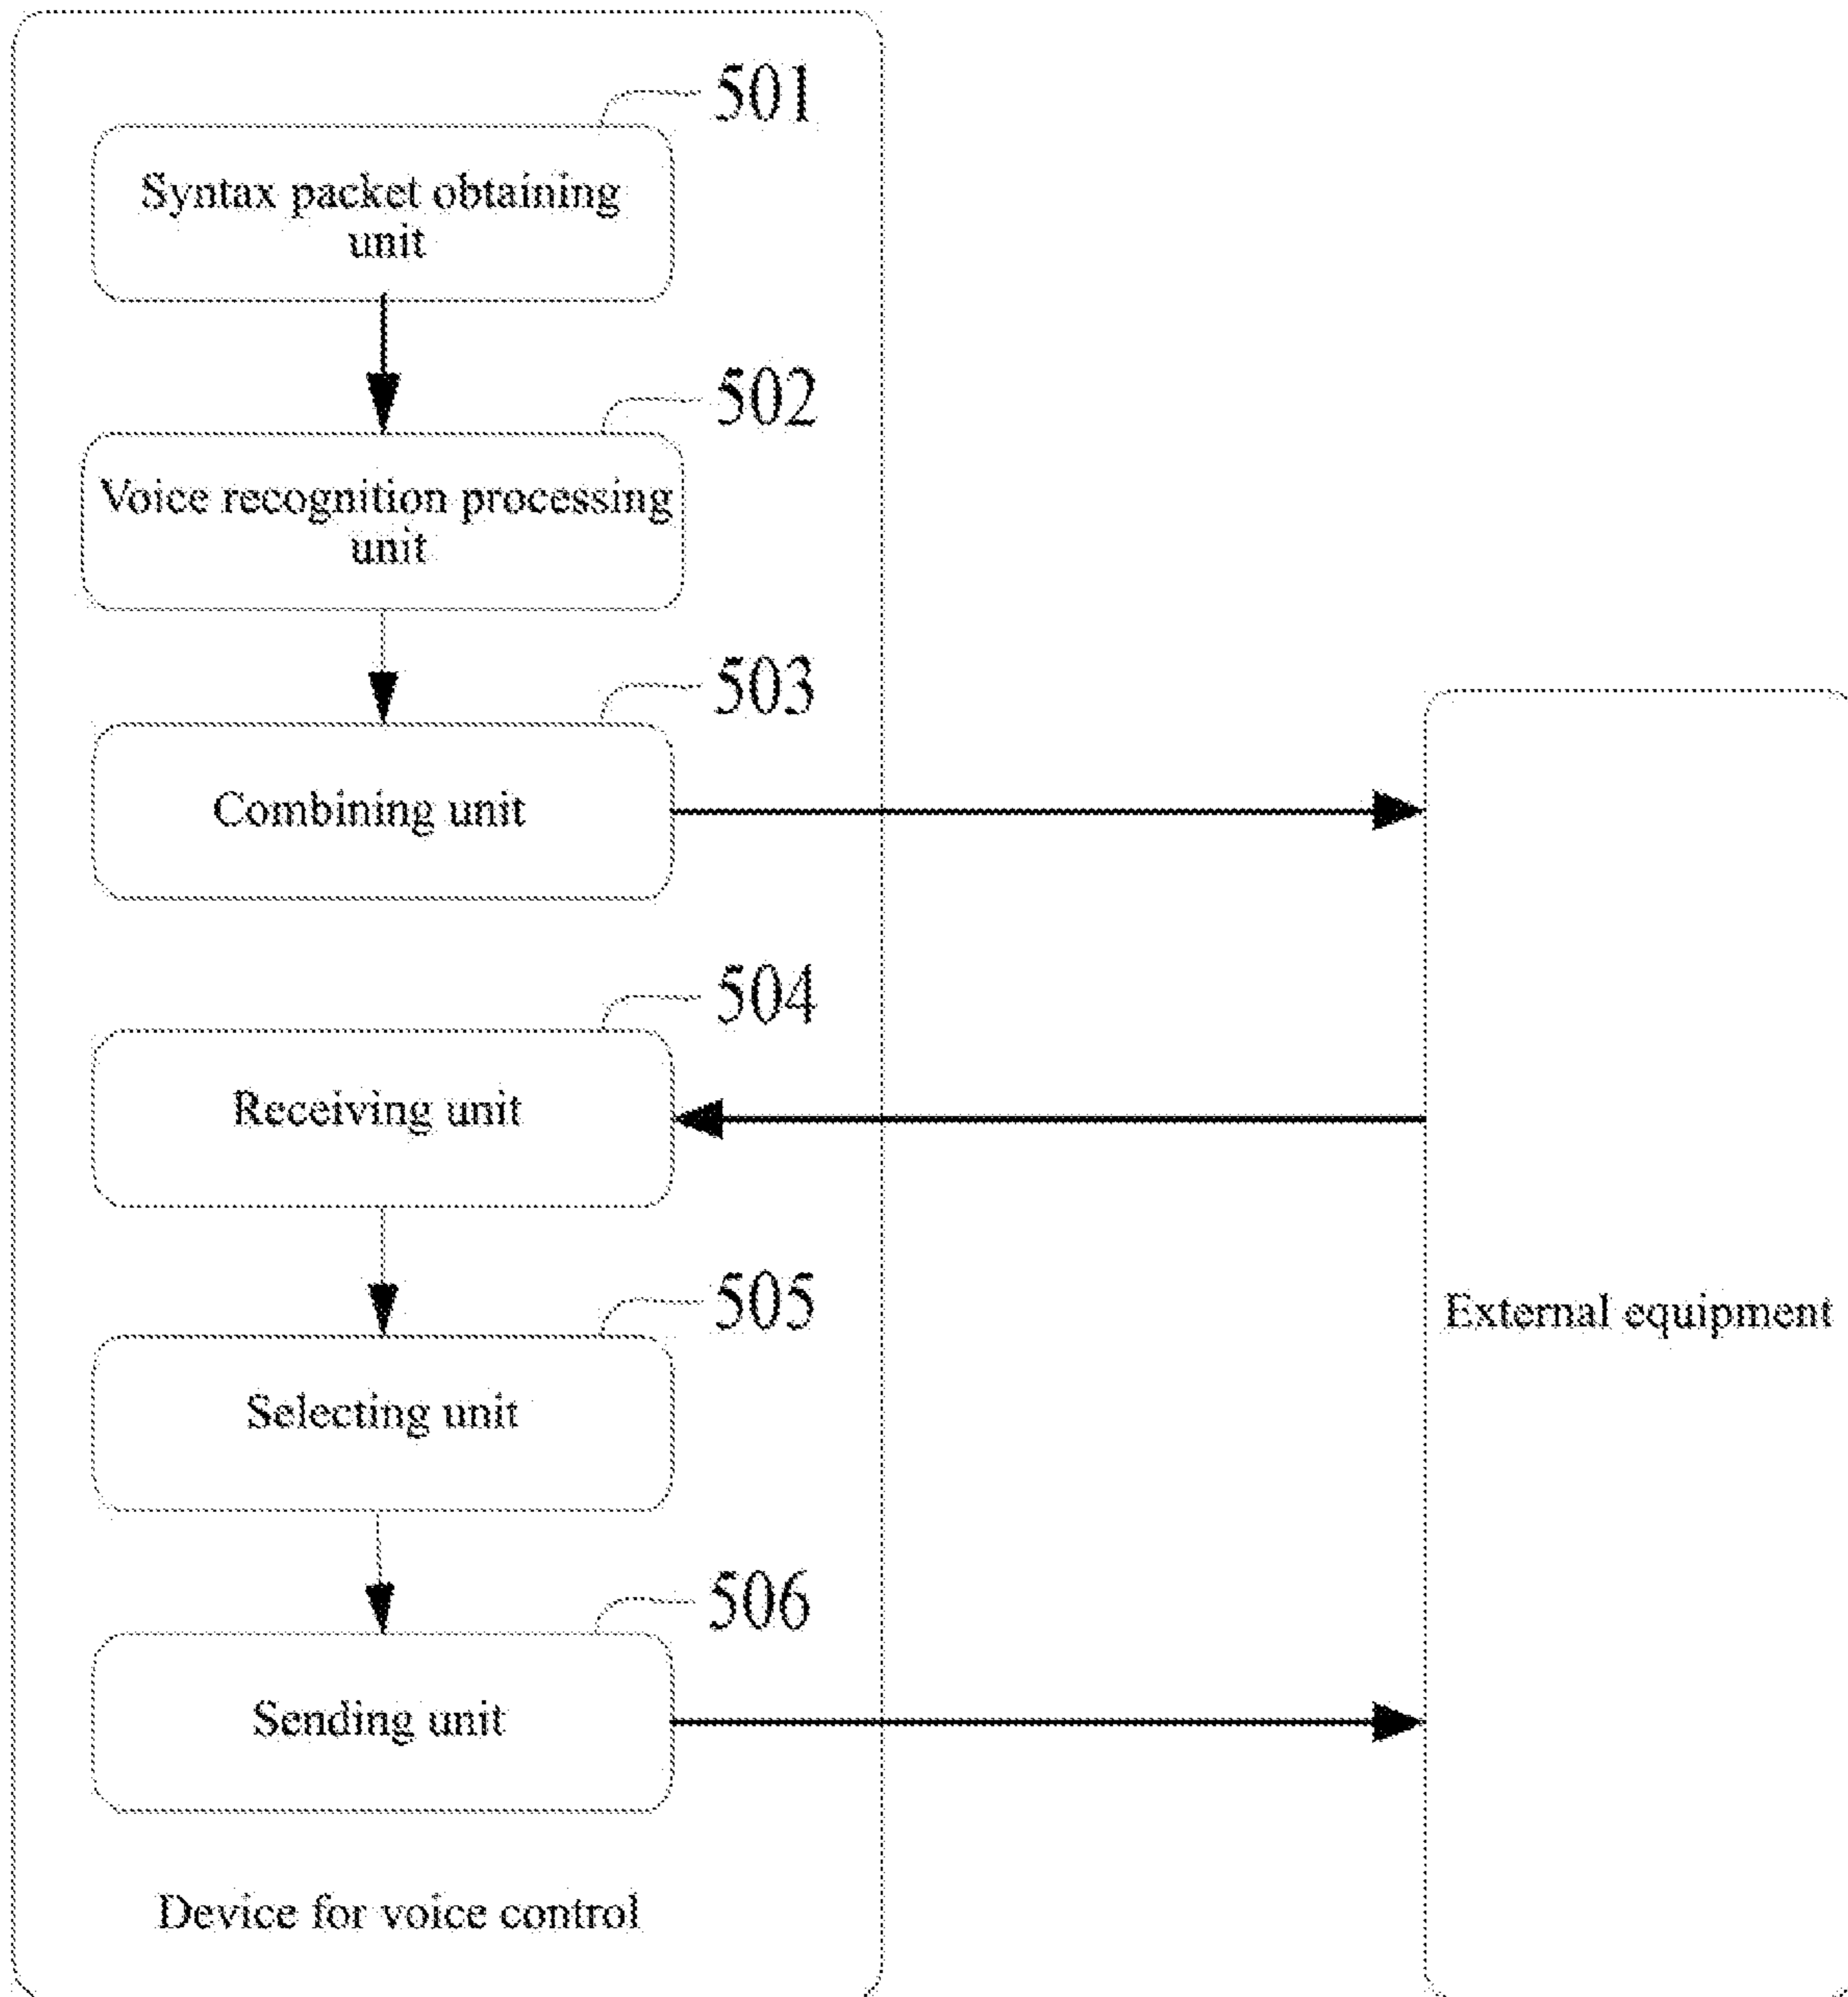 501
Syntax packet obtaining
unit
502
Voice recognition processing
unit
503
Combining unit
504
Receiving unit
505
Selecting unit
External equipment
506
Sending unit
Device for voice control